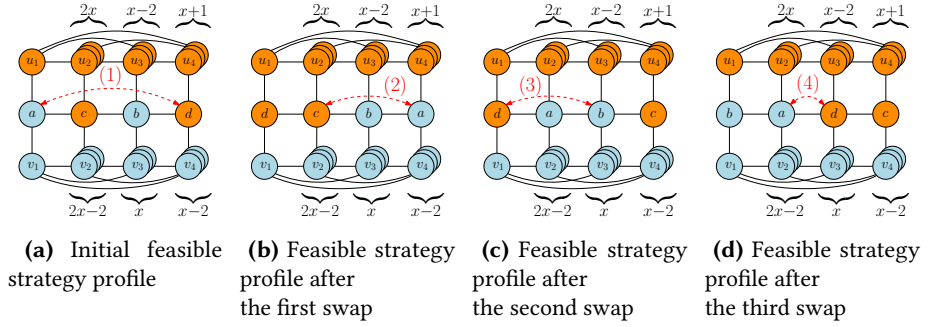 2x x−2 x+1 2x x−2 x+1 2x x−2 x+1 2x x−2 x+1
u1 u2 u3 u4 u1 u2 u3 u4 u1 u2 u3 u4 u1 u2 u3 u4
(1) (2) (3) (4)
a c b d d c b a d a b c b a d c
v1 v2 v3 v4 v1 v2 v3 v4 v1 v2 v3 v4 v1 v2 v3 v4
2x−2 x x−2 2x−2 x x−2 2x−2 x x−2 2x−2 x x−2
(a) Initial feasible
strategy profile
(b) Feasible strategy
profile after
the first swap
(c) Feasible strategy
profile after
the second swap
(d) Feasible strategy
profile after
the third swap